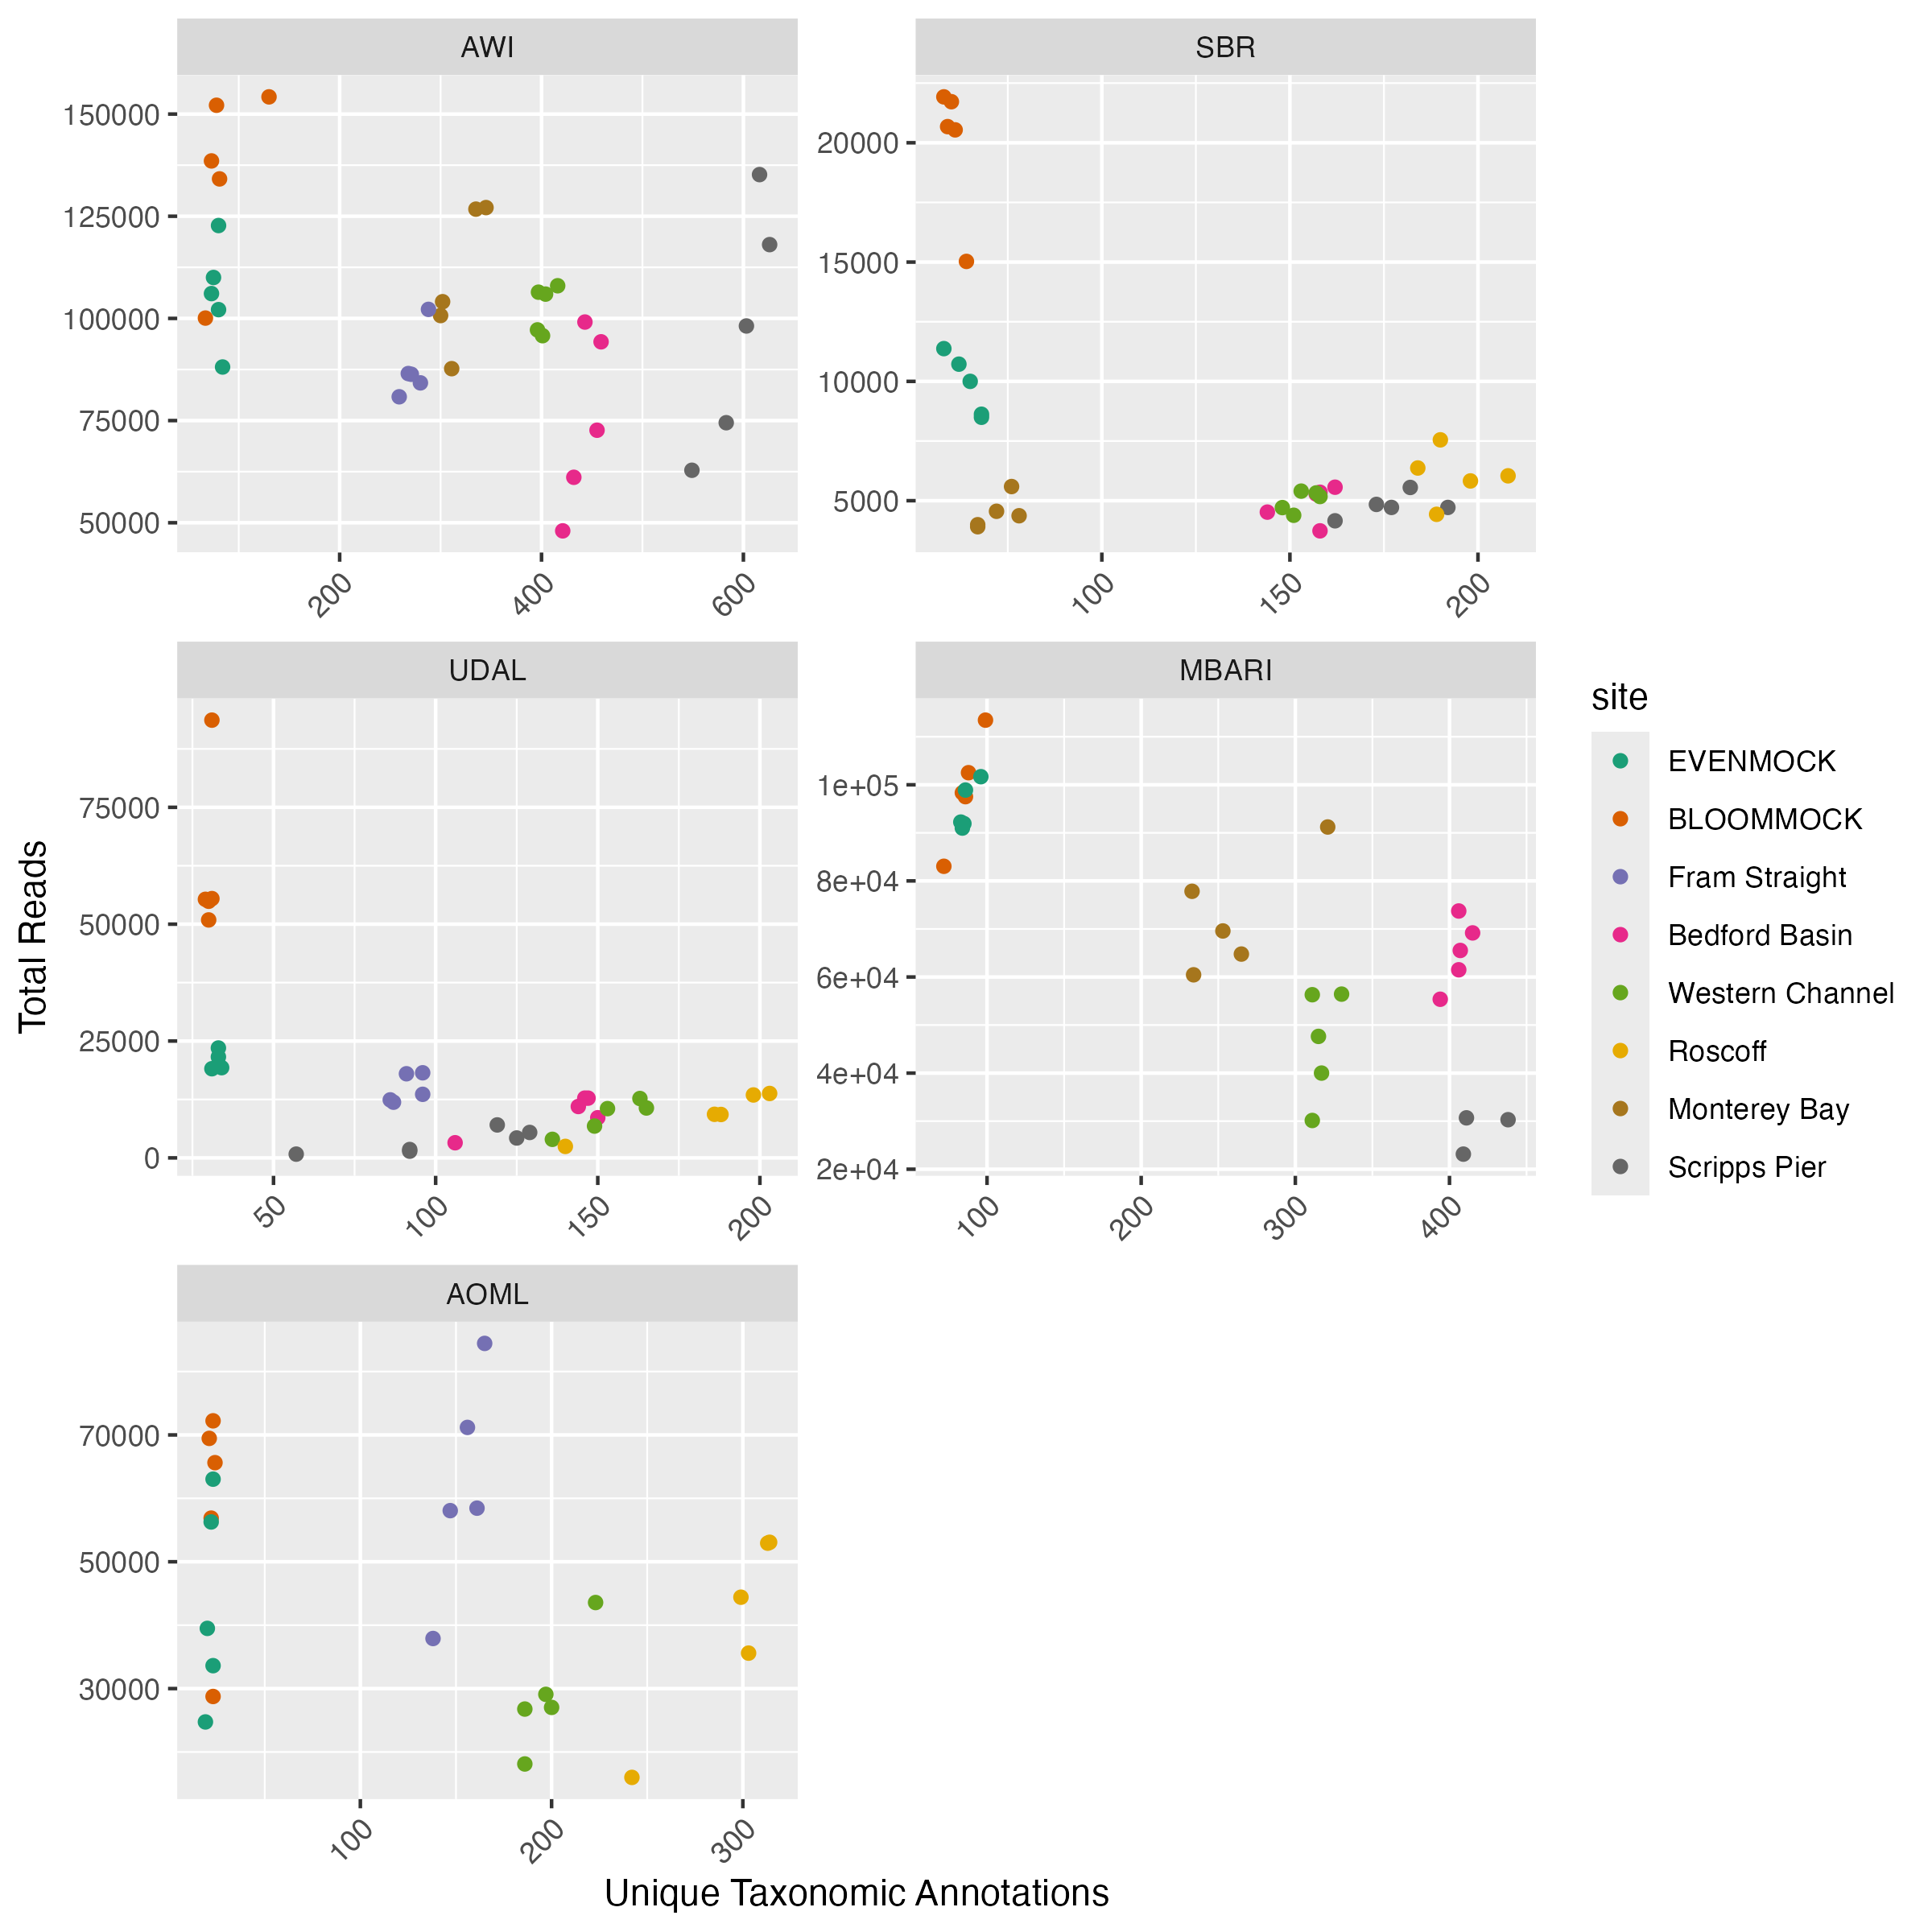 AWI
150000
125000
100000
75000
50000
200
400
600
SBR
20000
15000
10000
5000
100
150
200
UDAL
75000
50000
25000
0
50
100
150
200
MBARI
1e+05
8e+04
6e+04
4e+04
2e+04
100
200
300
400
AOML
70000
50000
30000
100
200
300
Total Reads
Unique Taxonomic Annotations
site
EVENMOCK
BLOOMMOCK
Fram Straight
Bedford Basin
Western Channel
Roscoff
Monterey Bay
Scripps Pier